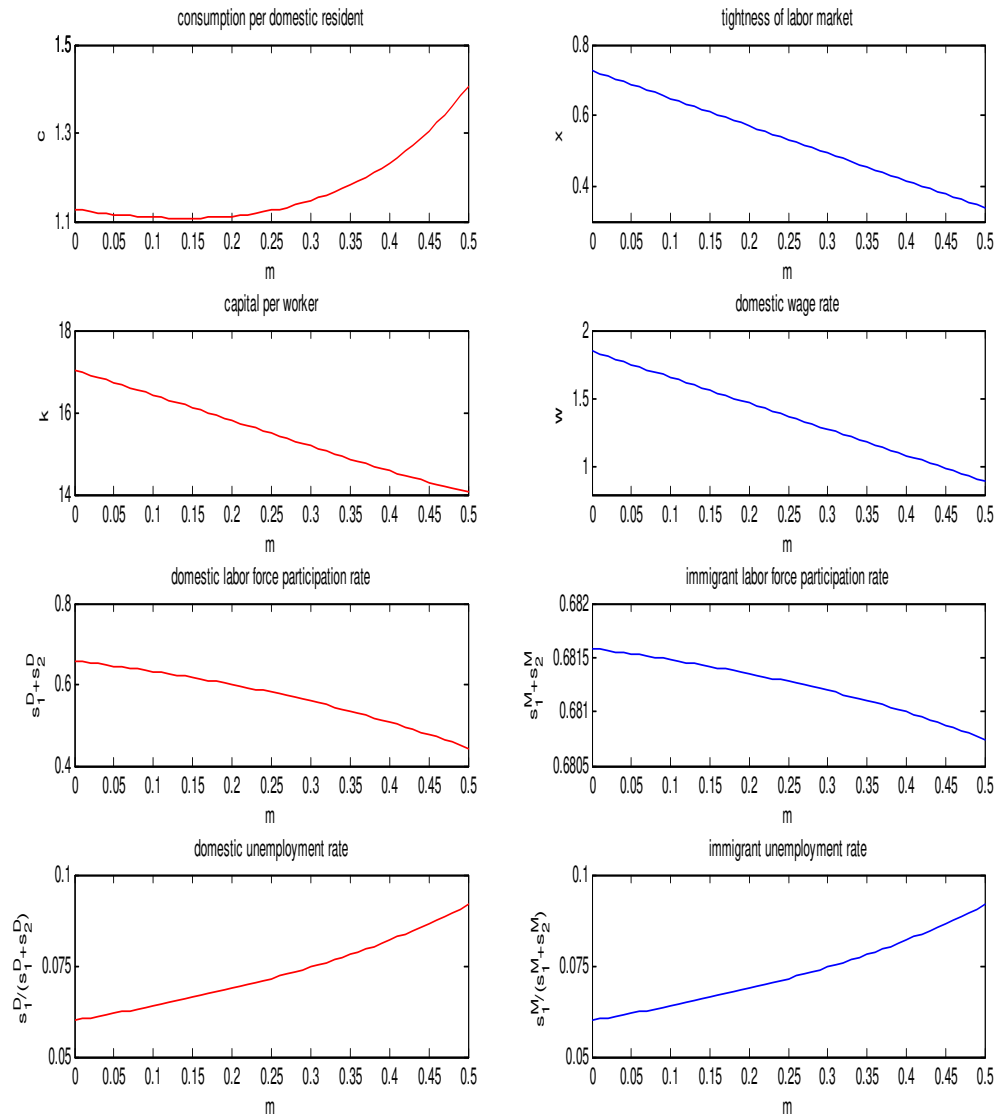 consumption per domestic resident
1.5
1.3
1.1
c
0 0.05 0.1 0.15 0.2 0.25 0.3 0.35 0.4 0.45 0.5
m
tightness of labor market
0.8
0.6
0.4
x
0 0.05 0.1 0.15 0.2 0.25 0.3 0.35 0.4 0.45 0.5
m
capital per worker
18
16
14
k
0 0.05 0.1 0.15 0.2 0.25 0.3 0.35 0.4 0.45 0.5
m
domestic wage rate
2
1.5
1
w
0 0.05 0.1 0.15 0.2 0.25 0.3 0.35 0.4 0.45 0.5
m
domestic labor force participation rate
0.8
0.6
0.4
s₁ᴰ+s₂ᴰ
0 0.05 0.1 0.15 0.2 0.25 0.3 0.35 0.4 0.45 0.5
m
immigrant labor force participation rate
0.682
0.6815
0.681
0.6805
s₁ᴹ+s₂ᴹ
0 0.05 0.1 0.15 0.2 0.25 0.3 0.35 0.4 0.45 0.5
m
domestic unemployment rate
0.1
0.075
0.05
s₁ᴰ/(s₁ᴰ+s₂ᴰ)
0 0.05 0.1 0.15 0.2 0.25 0.3 0.35 0.4 0.45 0.5
m
immigrant unemployment rate
0.1
0.075
0.05
s₁ᴹ/(s₁ᴹ+s₂ᴹ)
0 0.05 0.1 0.15 0.2 0.25 0.3 0.35 0.4 0.45 0.5
m